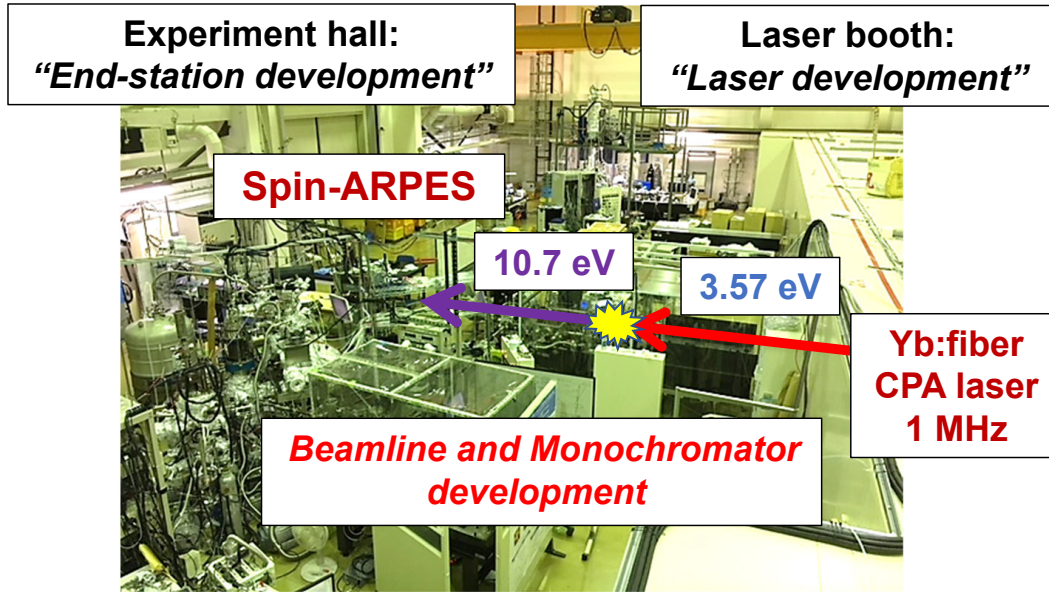 Experiment hall:
“End-station development”
Laser booth:
“Laser development”
Spin-ARPES
10.7 eV
3.57 eV
Yb:fiber
CPA laser
1 MHz
Beamline and Monochromator
development